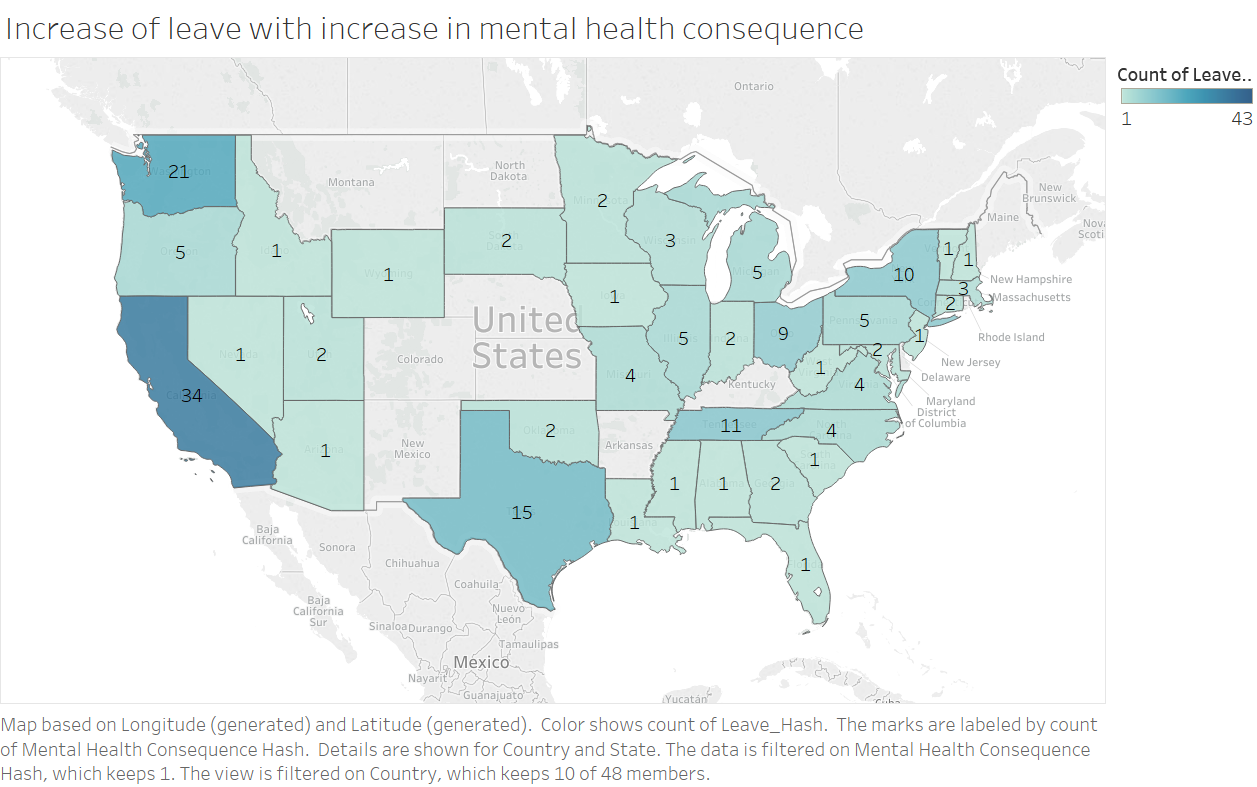 Increase of leave with increase in mental health consequence
Count of Leave..
1 43
Ontario
21
Montana
North
Dakota
2
New
Brunswick
Maine
Nova
Scoti
5
1
2
3
5
10
1
1
1
New Hampshire
3
Massachusetts
2
1
United
States
5
1
Rhode Island
1
2
Colorado
5
2
9
2
New Jersey
4
1
Delaware
Kentucky
4
34
Maryland
District
of Columbia
11
2
4
1
New
Mexico
Arkansas
1
1
1
2
15
1
Baja
California
Sonora
Chihuahua
1
Coahuila
Baja
California
Sur
Nuevo
León
Sinaloa
Durango
Tamaulipas
Mexico
Nayarit
Guanajuato
Yucatán
Cuba
Map based on Longitude (generated) and Latitude (generated).  Color shows count of Leave_Hash.  The marks are labeled by count
of Mental Health Consequence Hash.  Details are shown for Country and State. The data is filtered on Mental Health Consequence
Hash, which keeps 1. The view is filtered on Country, which keeps 10 of 48 members.